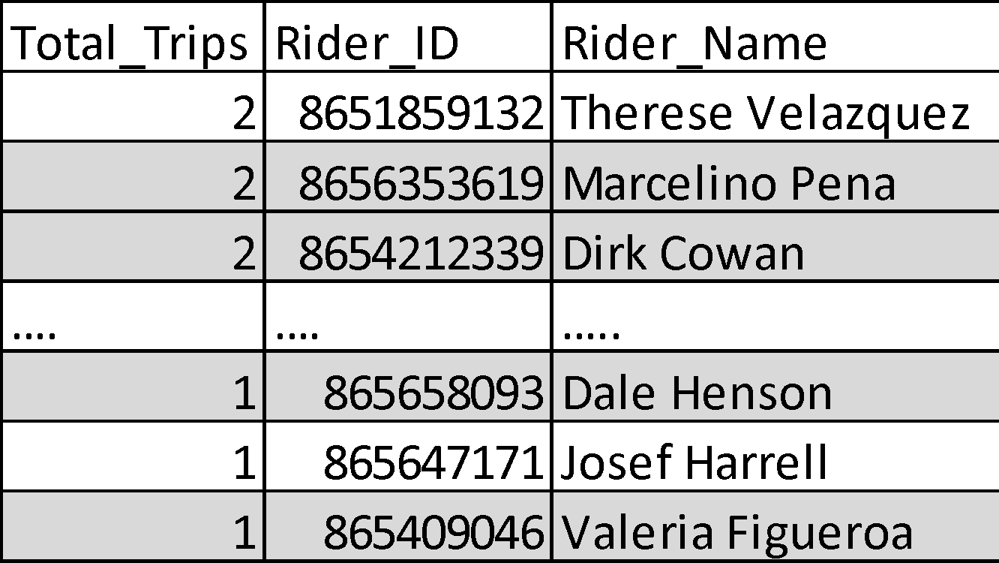 Total_Trips Rider_ID Rider_Name
2 8651859132 Therese Velazquez
2 8656353619 Marcelino Pena
2 8654212339 Dirk Cowan
.... .... .....
1 865658093 Dale Henson
1 865647171 Josef Harrell
1 865409046 Valeria Figueroa